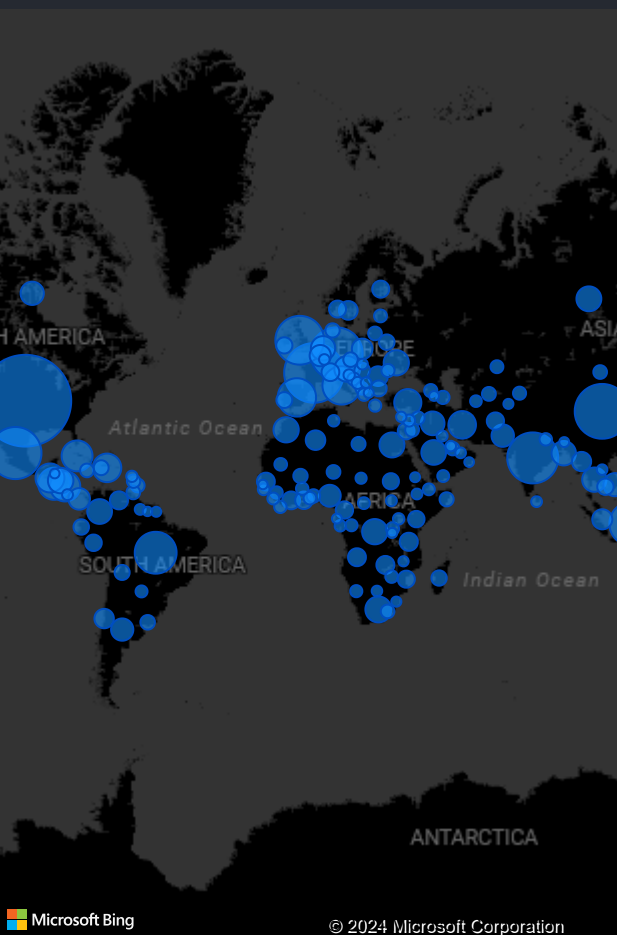 H AMERICA
ASIA
EUROPE
Atlantic Ocean
AFRICA
SOUTH AMERICA
Indian Ocean
ANTARCTICA
Microsoft Bing
© 2024 Microsoft Corporation